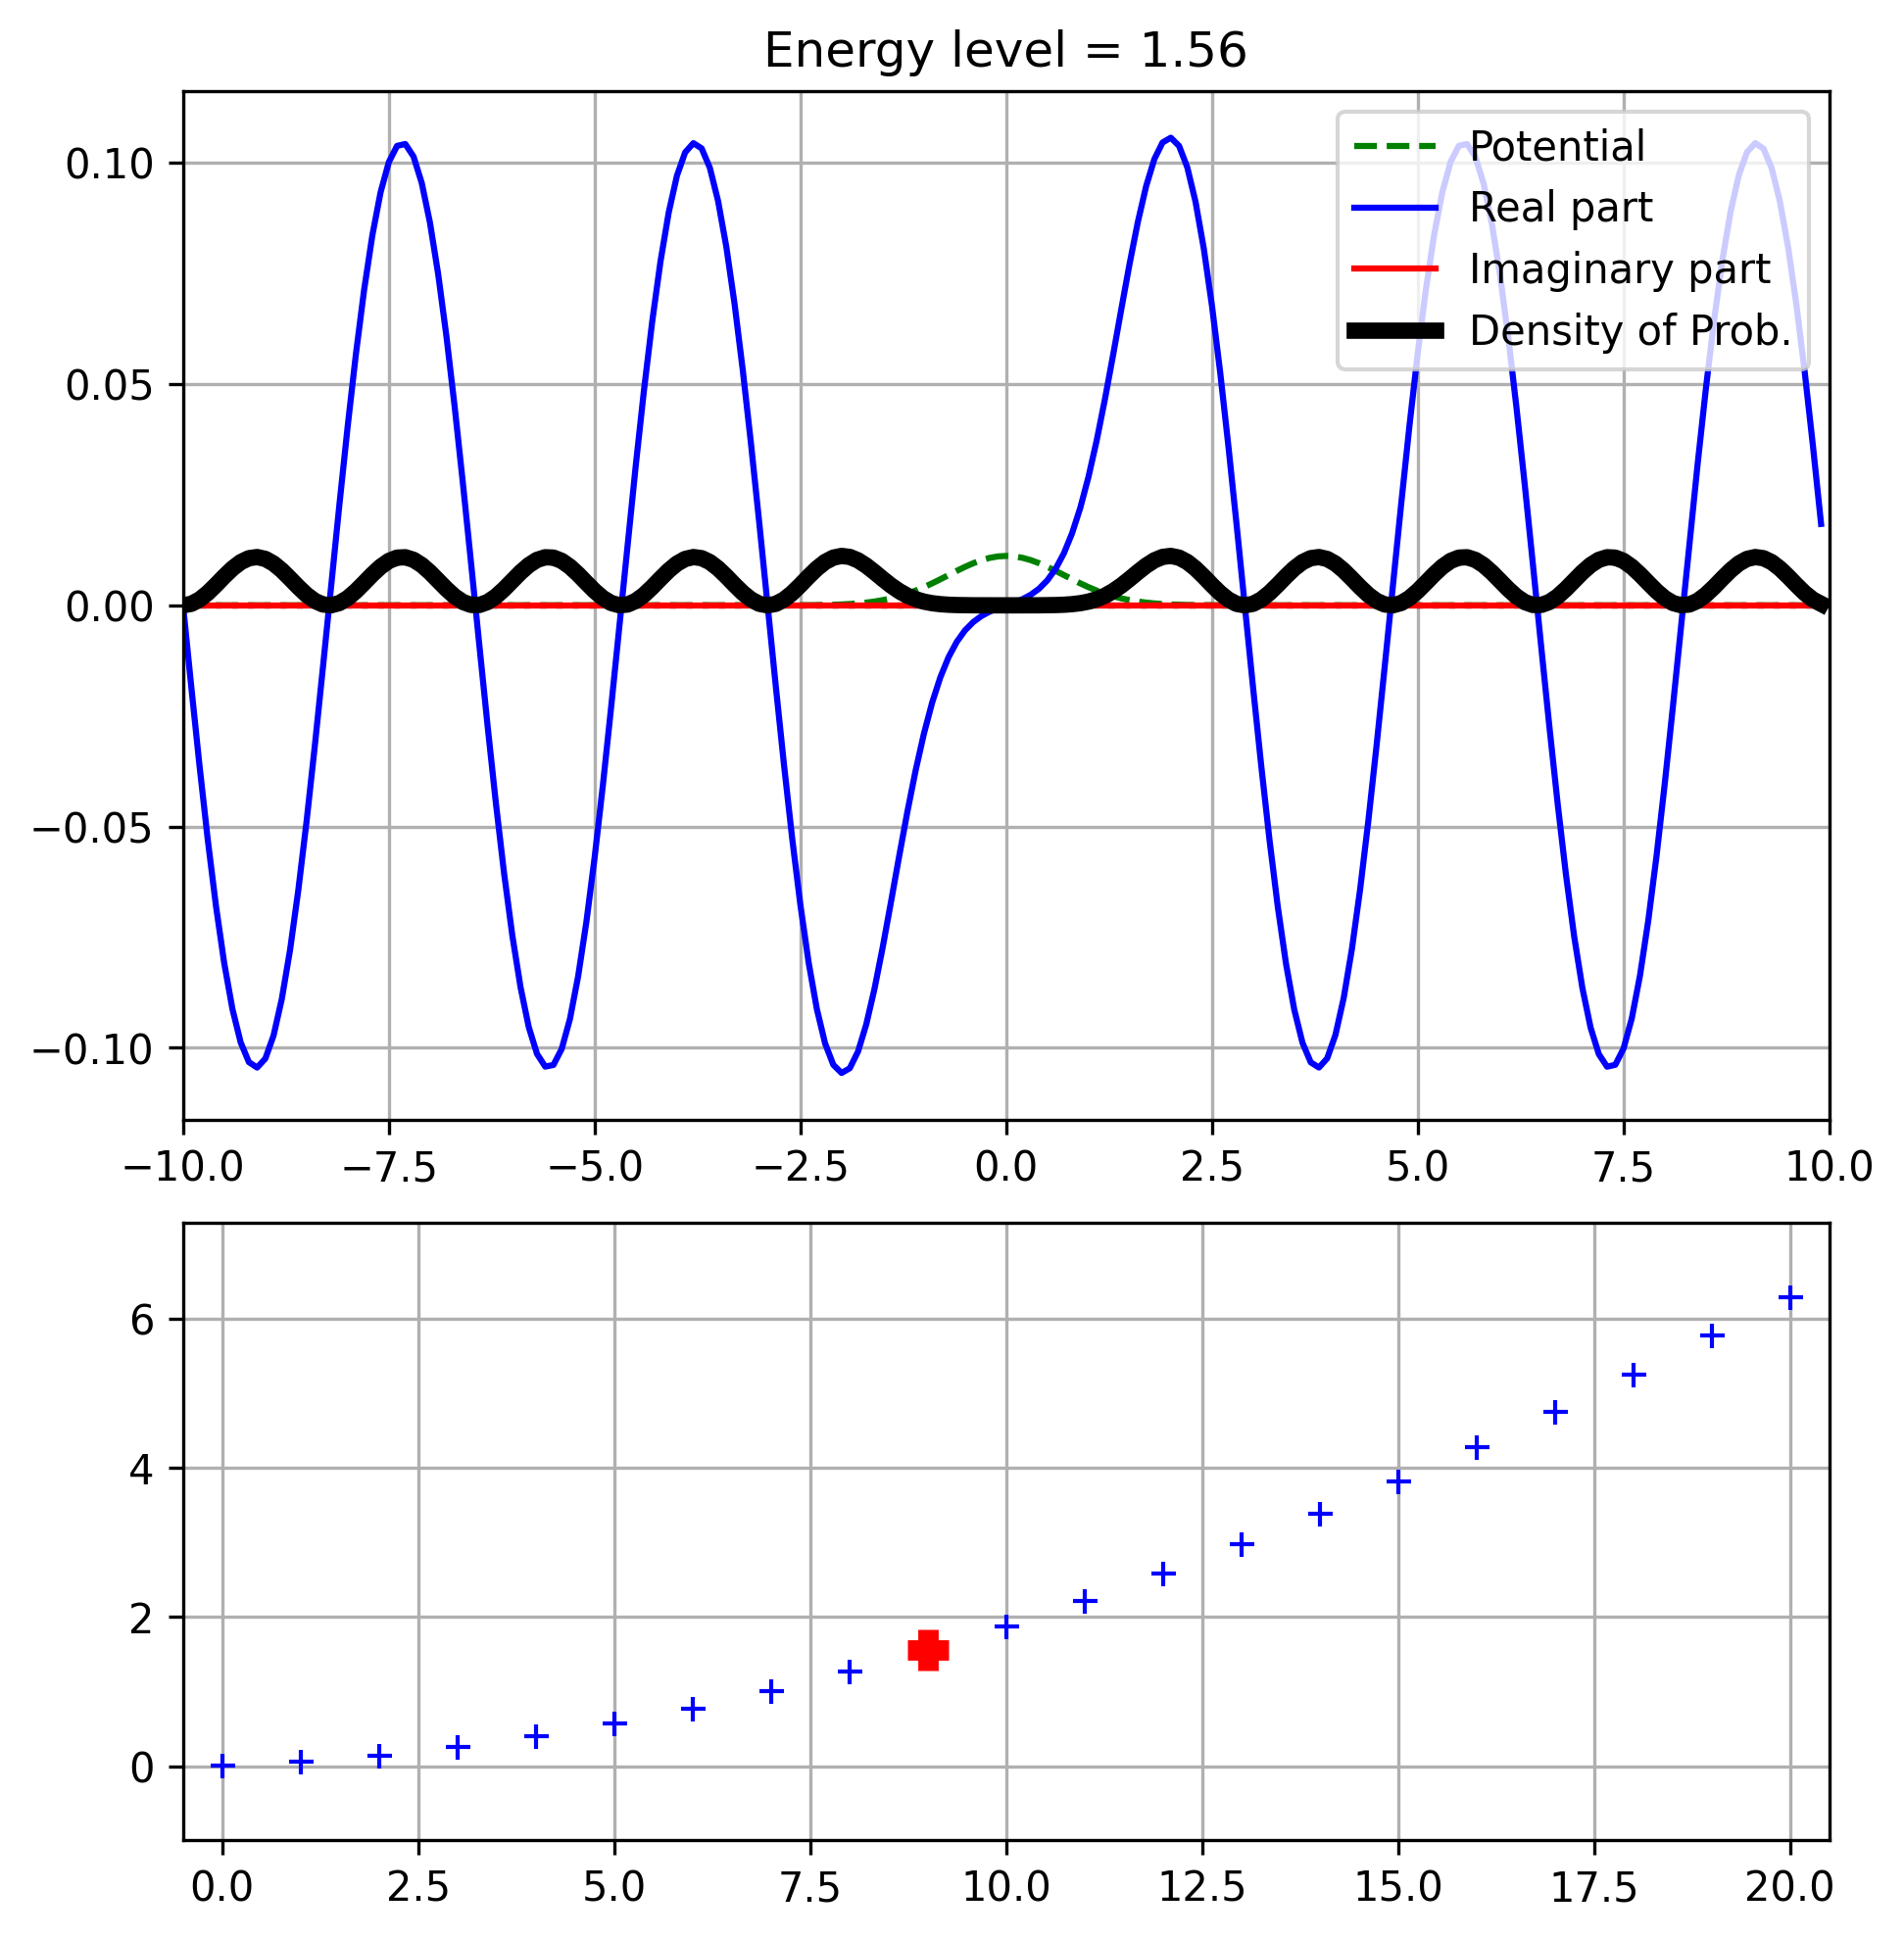 Energy level = 1.56
Potential
Real part
Imaginary part
Density of Prob.
0.10
0.05
0.00
−0.05
−0.10
−10.0 −7.5 −5.0 −2.5 0.0 2.5 5.0 7.5 10.0
6
4
2
0
0.0 2.5 5.0 7.5 10.0 12.5 15.0 17.5 20.0